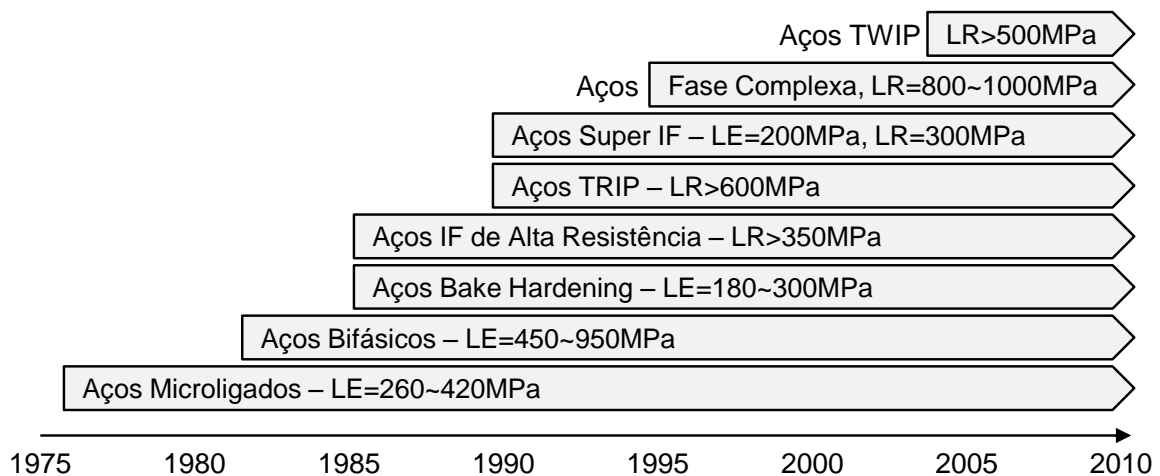 Aços TWIP LR>500MPa
Aços Fase Complexa, LR=800~1000MPa
Aços Super IF – LE=200MPa, LR=300MPa
Aços TRIP – LR>600MPa
Aços IF de Alta Resistência – LR>350MPa
Aços Bake Hardening – LE=180~300MPa
Aços Bifásicos – LE=450~950MPa
Aços Microligados – LE=260~420MPa
1975 1980 1985 1990 1995 2000 2005 2010